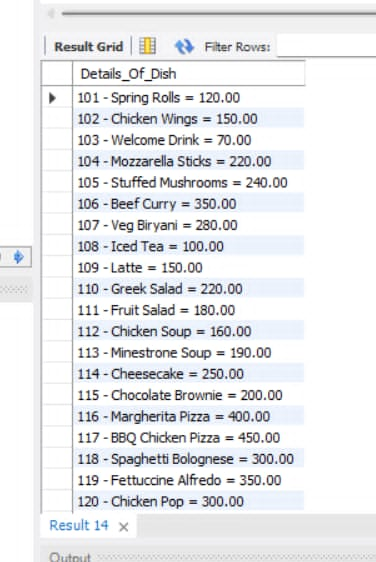 Result Grid Filter Rows:
Details_Of_Dish
101 - Spring Rolls = 120.00
102 - Chicken Wings = 150.00
103 - Welcome Drink = 70.00
104 - Mozzarella Sticks = 220.00
105 - Stuffed Mushrooms = 240.00
106 - Beef Curry = 350.00
107 - Veg Biryani = 280.00
108 - Iced Tea = 100.00
109 - Latte = 150.00
110 - Greek Salad = 220.00
111 - Fruit Salad = 180.00
112 - Chicken Soup = 160.00
113 - Minestrone Soup = 190.00
114 - Cheesecake = 250.00
115 - Chocolate Brownie = 200.00
116 - Margherita Pizza = 400.00
117 - BBQ Chicken Pizza = 450.00
118 - Spaghetti Bolognese = 300.00
119 - Fettuccine Alfredo = 350.00
120 - Chicken Pop = 300.00
Result 14
Output